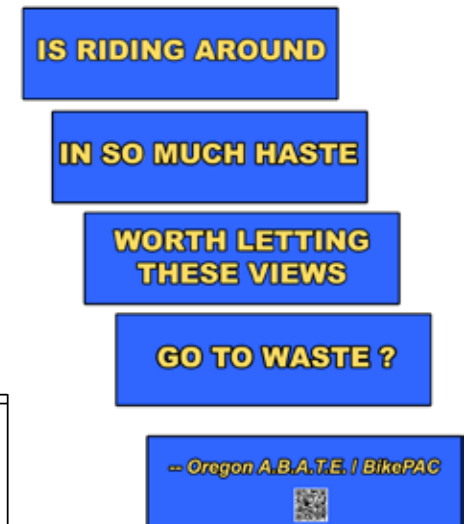 IS RIDING AROUND
IN SO MUCH HASTE
WORTH LETTING
THESE VIEWS
GO TO WASTE ?
-- Oregon A.B.A.T.E. / BikePAC